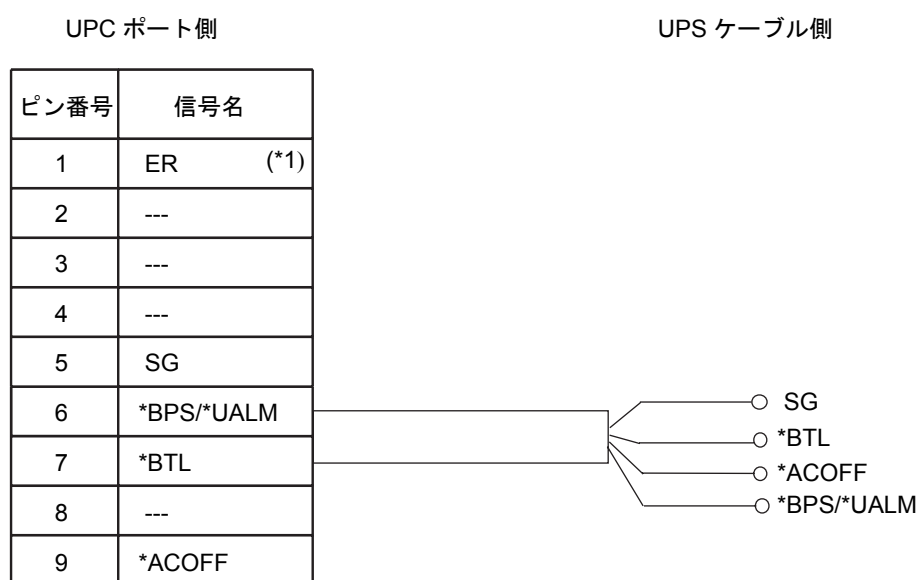 UPC ポート側
UPS ケーブル側
ピン番号 信号名
1 ER (*1)
2 ---
3 ---
4 ---
5 SG
6 *BPS/*UALM
7 *BTL
8 ---
9 *ACOFF
SG
*BTL
*ACOFF
*BPS/*UALM